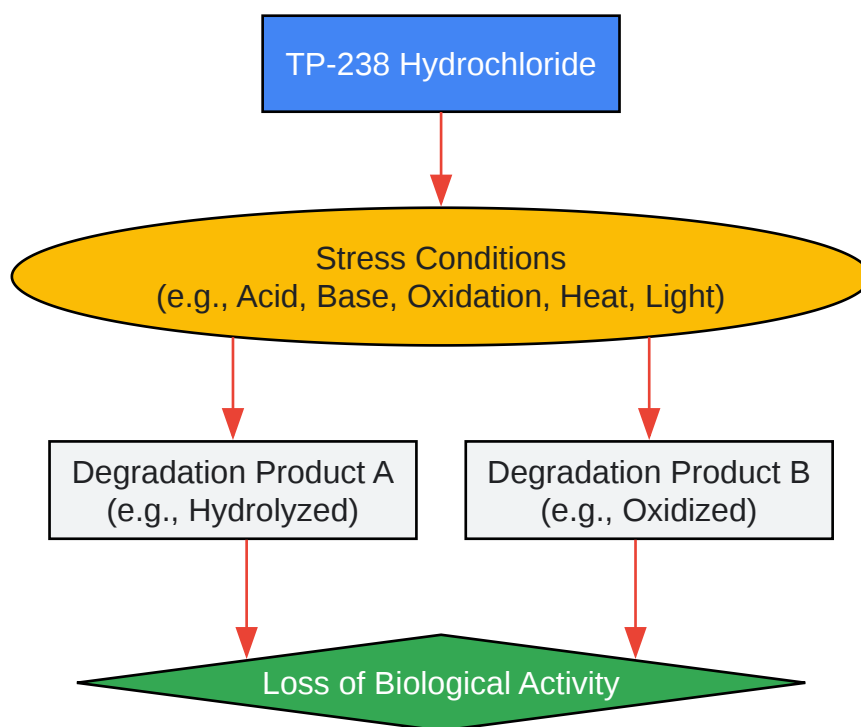 TP-238 Hydrochloride
Stress Conditions
(e.g., Acid, Base, Oxidation, Heat, Light)
Degradation Product A
(e.g., Hydrolyzed)
Degradation Product B
(e.g., Oxidized)
Loss of Biological Activity